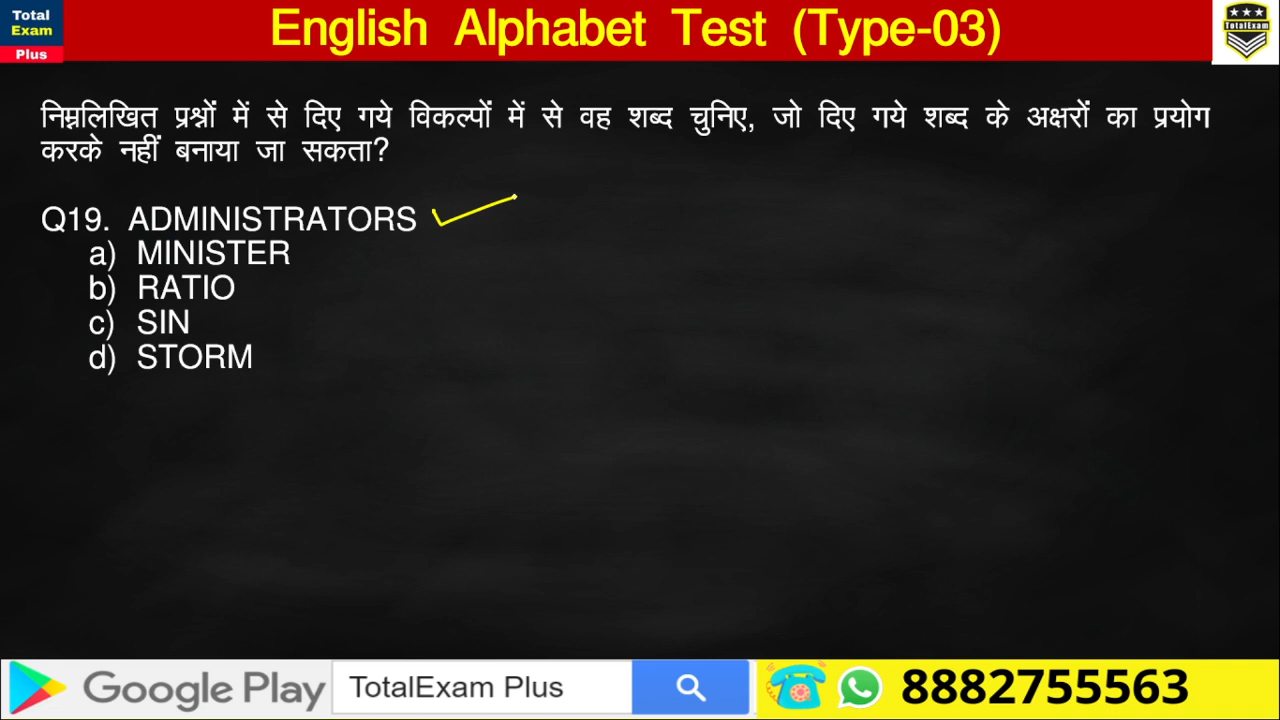 Total
Exam
Plus
English Alphabet Test (Type-03)
TotalExam
निम्नलिखित प्रश्नों में से दिए गये विकल्पों में से वह शब्द चुनिए, जो दिए गये शब्द के अक्षरों का प्रयोग
करके नहीं बनाया जा सकता?
Q19. ADMINISTRATORS
a) MINISTER
b) RATIO
c) SIN
d) STORM
Google Play
TotalExam Plus
8882755563